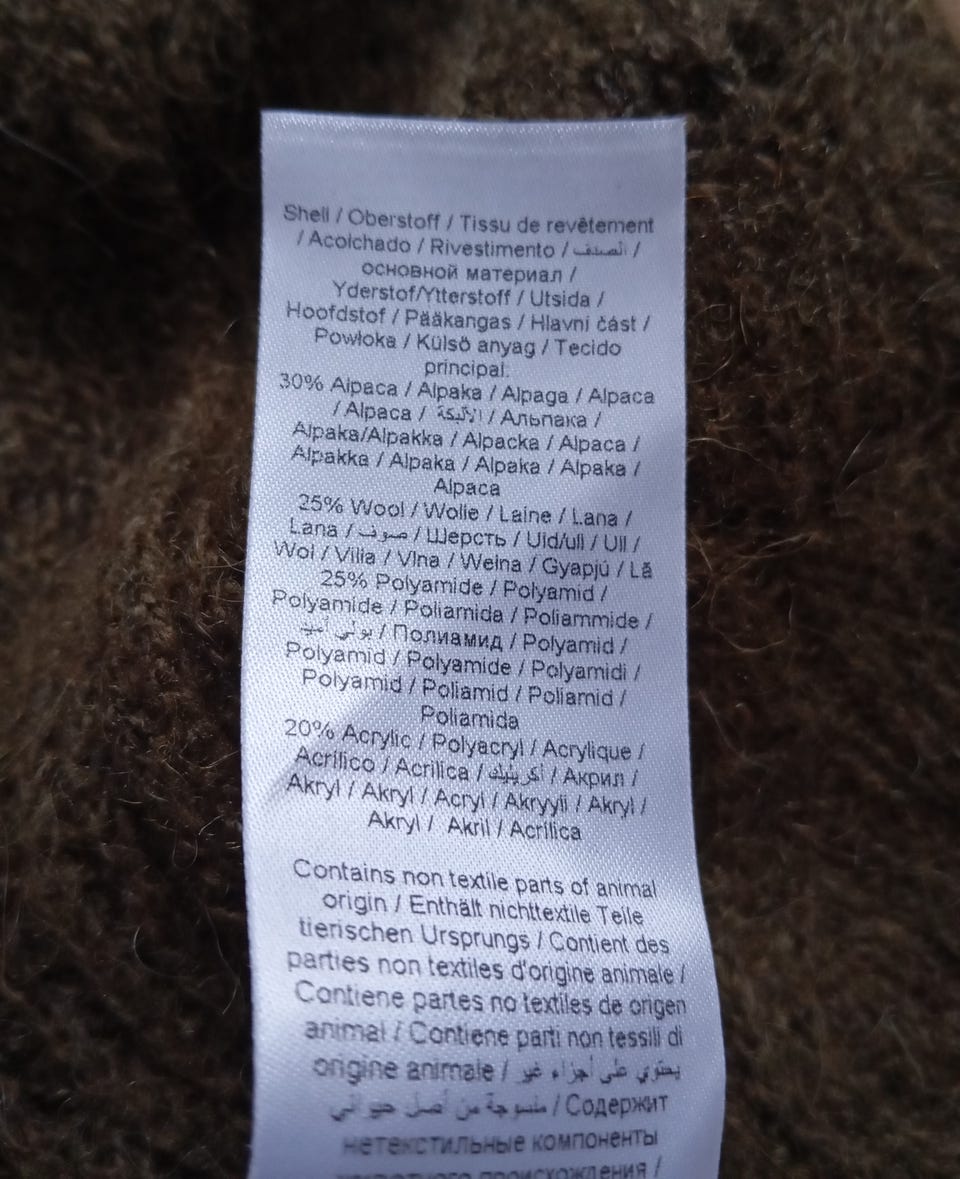 Shell / Oberstoff / Tissu de revêtement
/ Acolchado / Rivestimento / الصنف /
основной материал /
Yderstof/Ytterstoff / Utsida /
Hoofdstof / Pääkangas / Hlavní část /
Powłoka / Külső anyag / Tecido
principal:
30% Alpaca / Alpaka / Alpaga / Alpaca
/ Alpaca / الألبكة / Альпака /
Alpaka/Alpakka / Alpacka / Alpaca /
Alpakka / Alpaka / Alpaka / Alpaka /
Alpaca
25% Wool / Wolle / Laine / Lana /
Lana / صوف / Шерсть / Uld/ull / Ull /
Wol / Villa / Vlna / Wełna / Gyapjú / Lã
25% Polyamide / Polyamid /
Polyamide / Poliamida / Poliammide /
بولي أميد / Полиамид / Polyamid /
Polyamid / Polyamide / Polyamidi /
Polyamid / Poliamid / Poliamid /
Poliamida
20% Acrylic / Polyacryl / Acrylique /
Acrílico / Acrilica / أكريليك / Акрил /
Akryl / Akryl / Acryl / Akryyli / Akryl /
Akryl / Akril / Acrílica
Contains non textile parts of animal
origin / Enthält nichttextile Teile
tierischen Ursprungs / Contient des
parties non textiles d'origine animale /
Contiene partes no textiles de origen
animal / Contiene parti non tessili di
origine animale / يحتوي على أجزاء غير
منسوجة من أصل حيواني / Содержит
нетекстильные компоненты
происхождения /